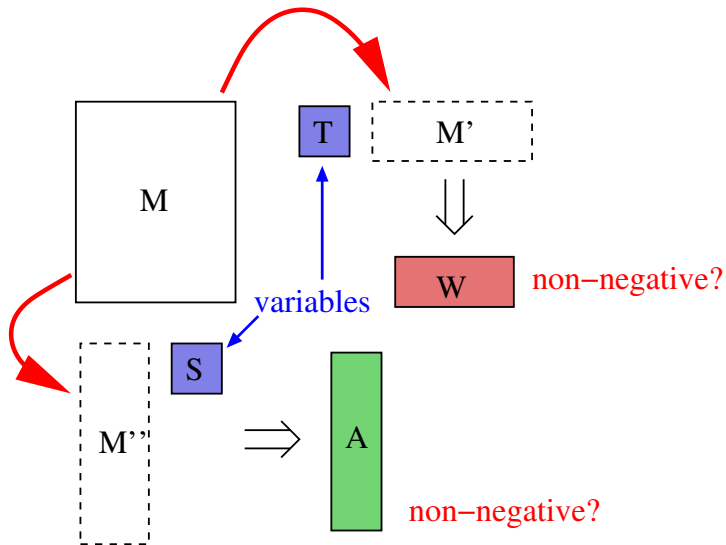 T
M'
M
W
non−negative?
variables
S
M''
A
non−negative?